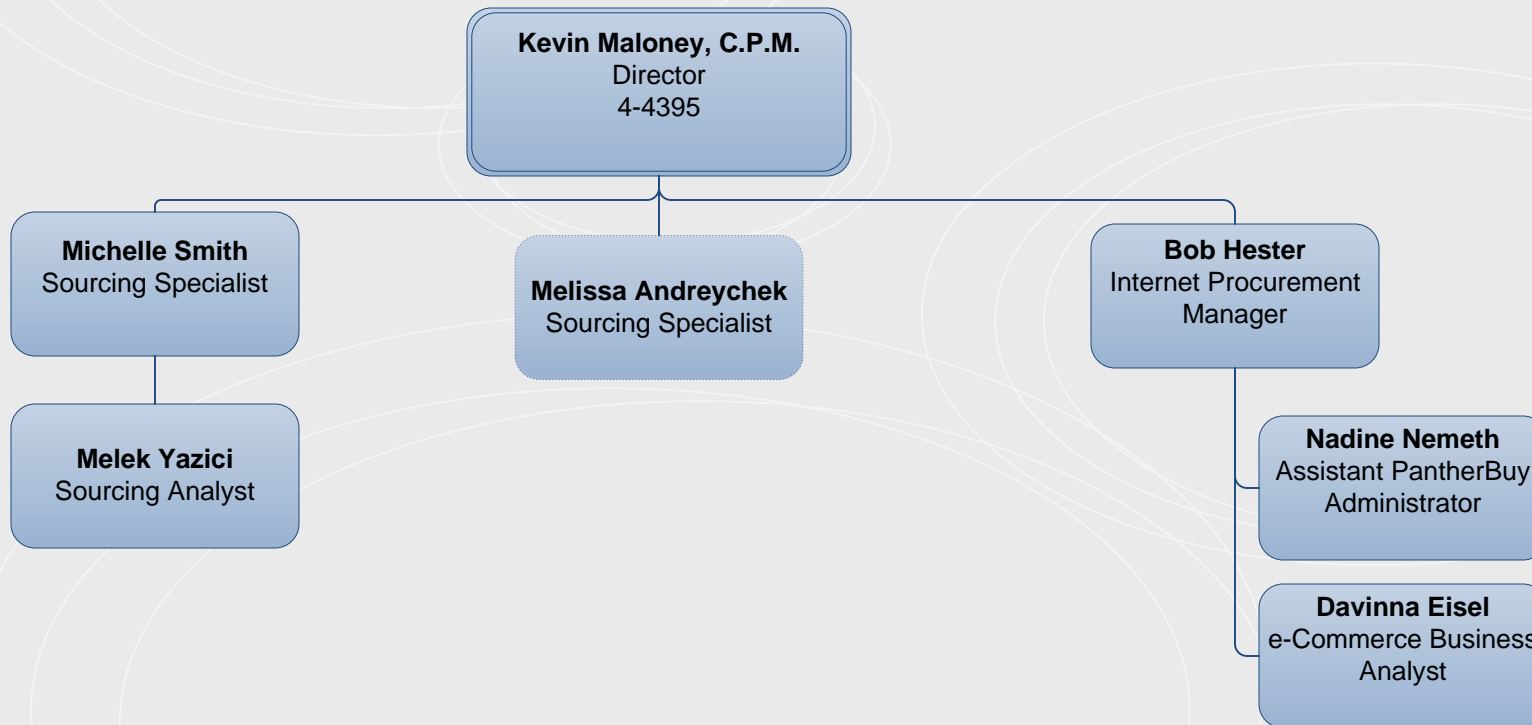 Kevin Maloney, C.P.M.
Director
4-4395
Michelle Smith
Sourcing Specialist
Melissa Andreychek
Sourcing Specialist
Bob Hester
Internet Procurement
Manager
Melek Yazici
Sourcing Analyst
Nadine Nemeth
Assistant PantherBuy
Administrator
Davinna Eisel
e-Commerce Business
Analyst